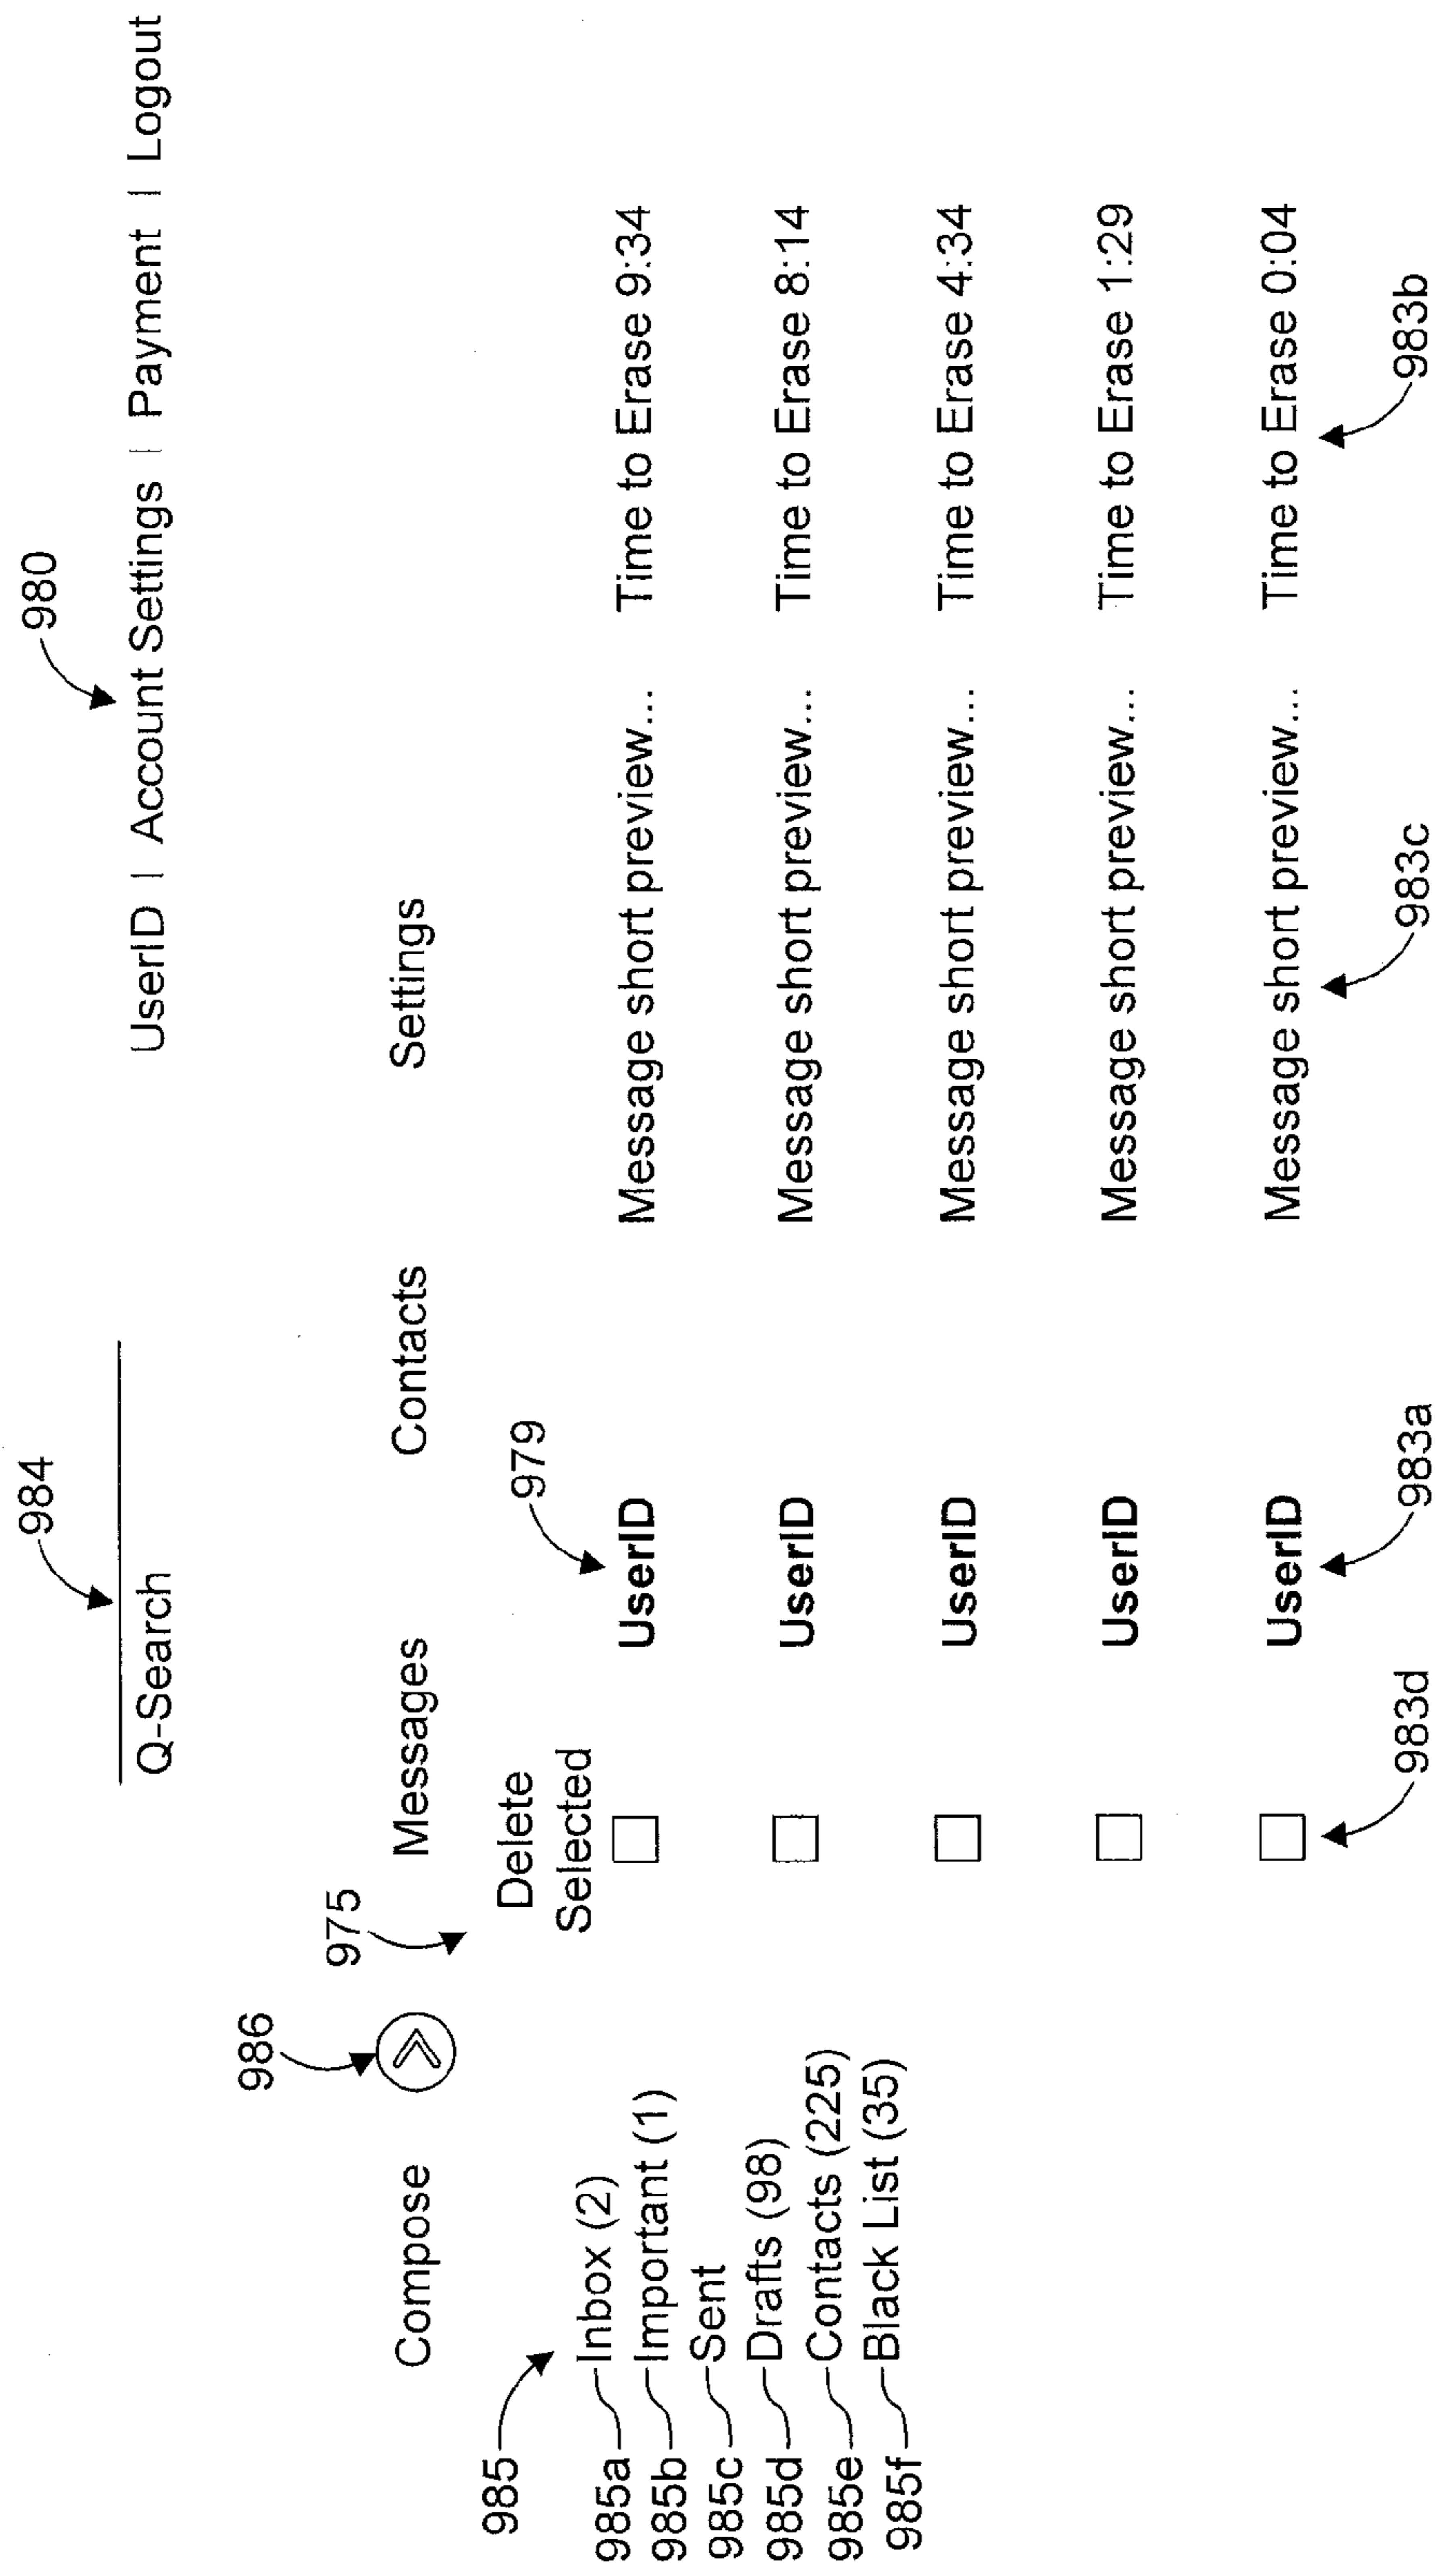 984
980
Q-Search
UserID | Account Settings | Payment | Logout
986
975
Compose
Messages
Contacts
Settings
985
Delete
Selected
979
985a Inbox (2)
985b Important (1)
985c Sent
985d Drafts (98)
985e Contacts (225)
985f Black List (35)
UserID Message short preview... Time to Erase 9:34
UserID Message short preview... Time to Erase 8:14
UserID Message short preview... Time to Erase 4:34
UserID Message short preview... Time to Erase 1:29
UserID Message short preview... Time to Erase 0:04
983d
983a
983c
983b